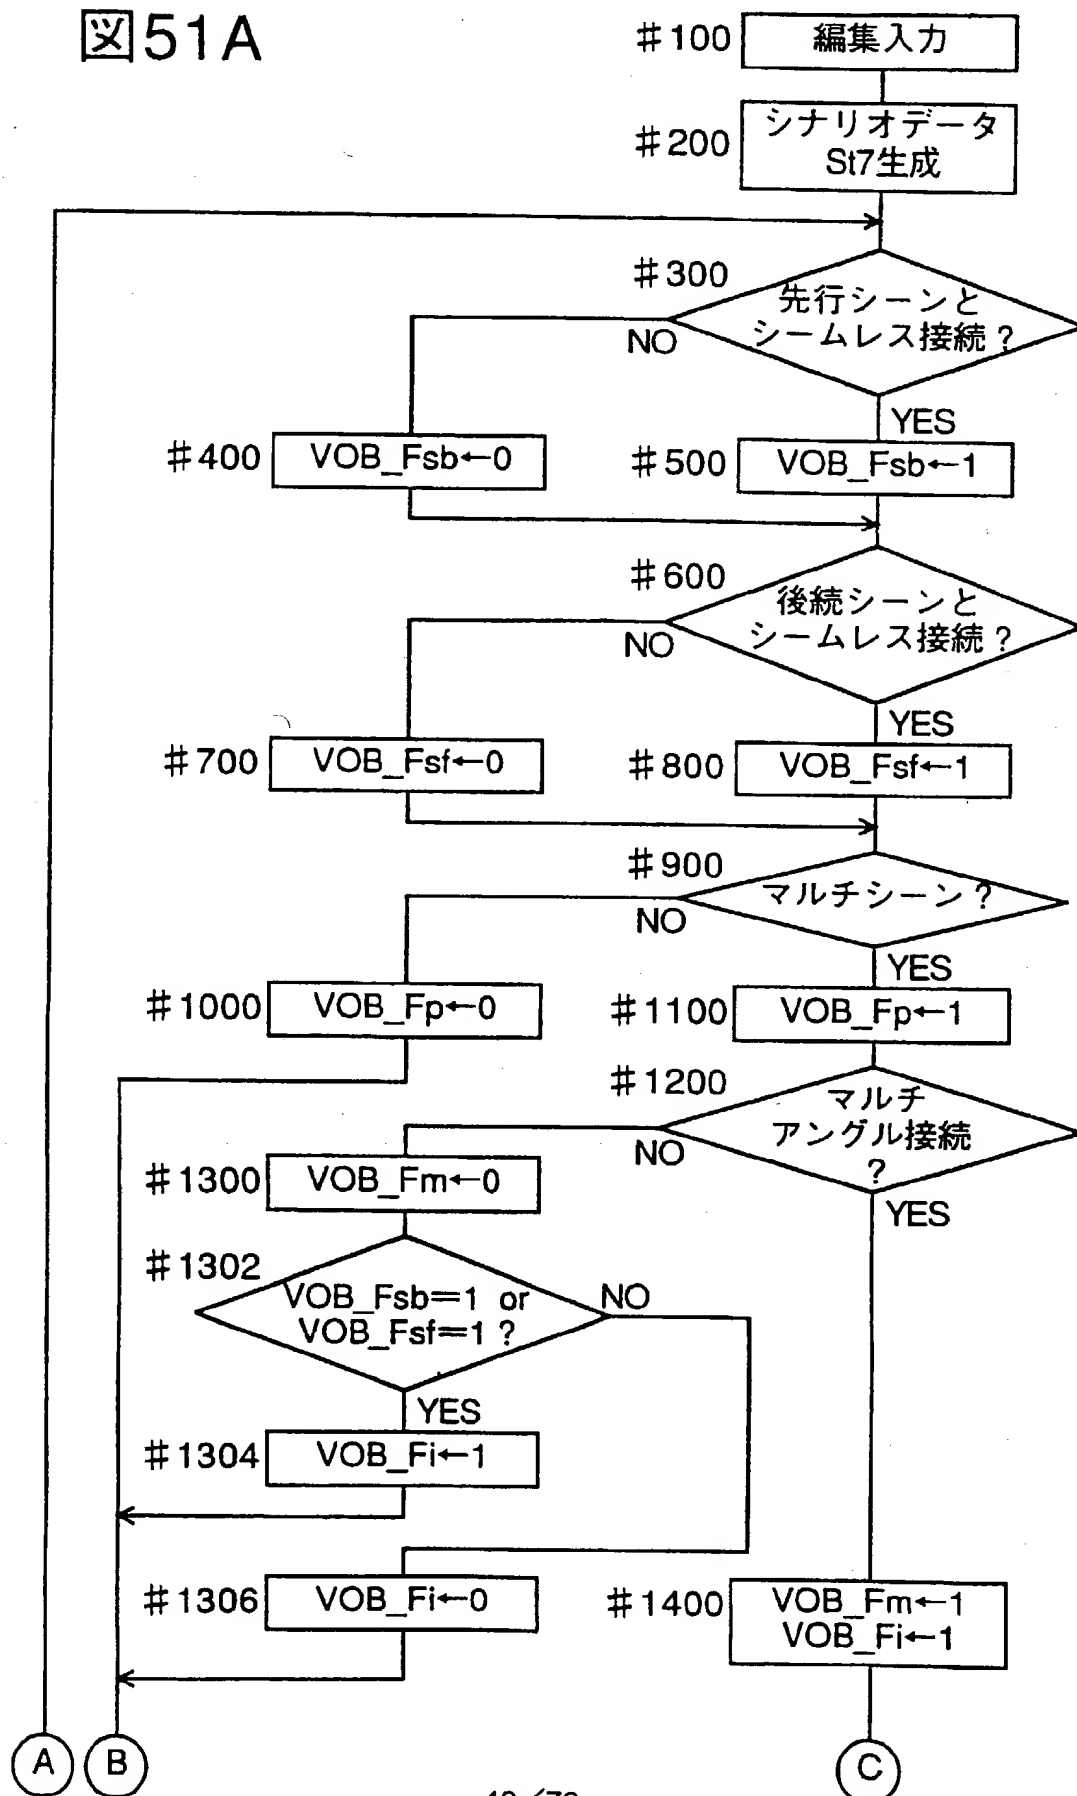 図51A
#100
編集入力
#200
シナリオデータ
St7生成
#300
先行シーンと
シームレス接続?
NO
YES
#400
VOB_Fsb←0
#500
VOB_Fsb←1
#600
後続シーンと
シームレス接続?
NO
YES
#700
VOB_Fsf←0
#800
VOB_Fsf←1
#900
マルチシーン?
NO
YES
#1000
VOB_Fp←0
#1100
VOB_Fp←1
#1200
マルチ
アングル接続
?
NO
YES
#1300
VOB_Fm←0
#1302
VOB_Fsb=1 or
VOB_Fsf=1 ?
NO
YES
#1304
VOB_Fi←1
#1306
VOB_Fi←0
#1400
VOB_Fm←1
VOB_Fi←1
A
B
C